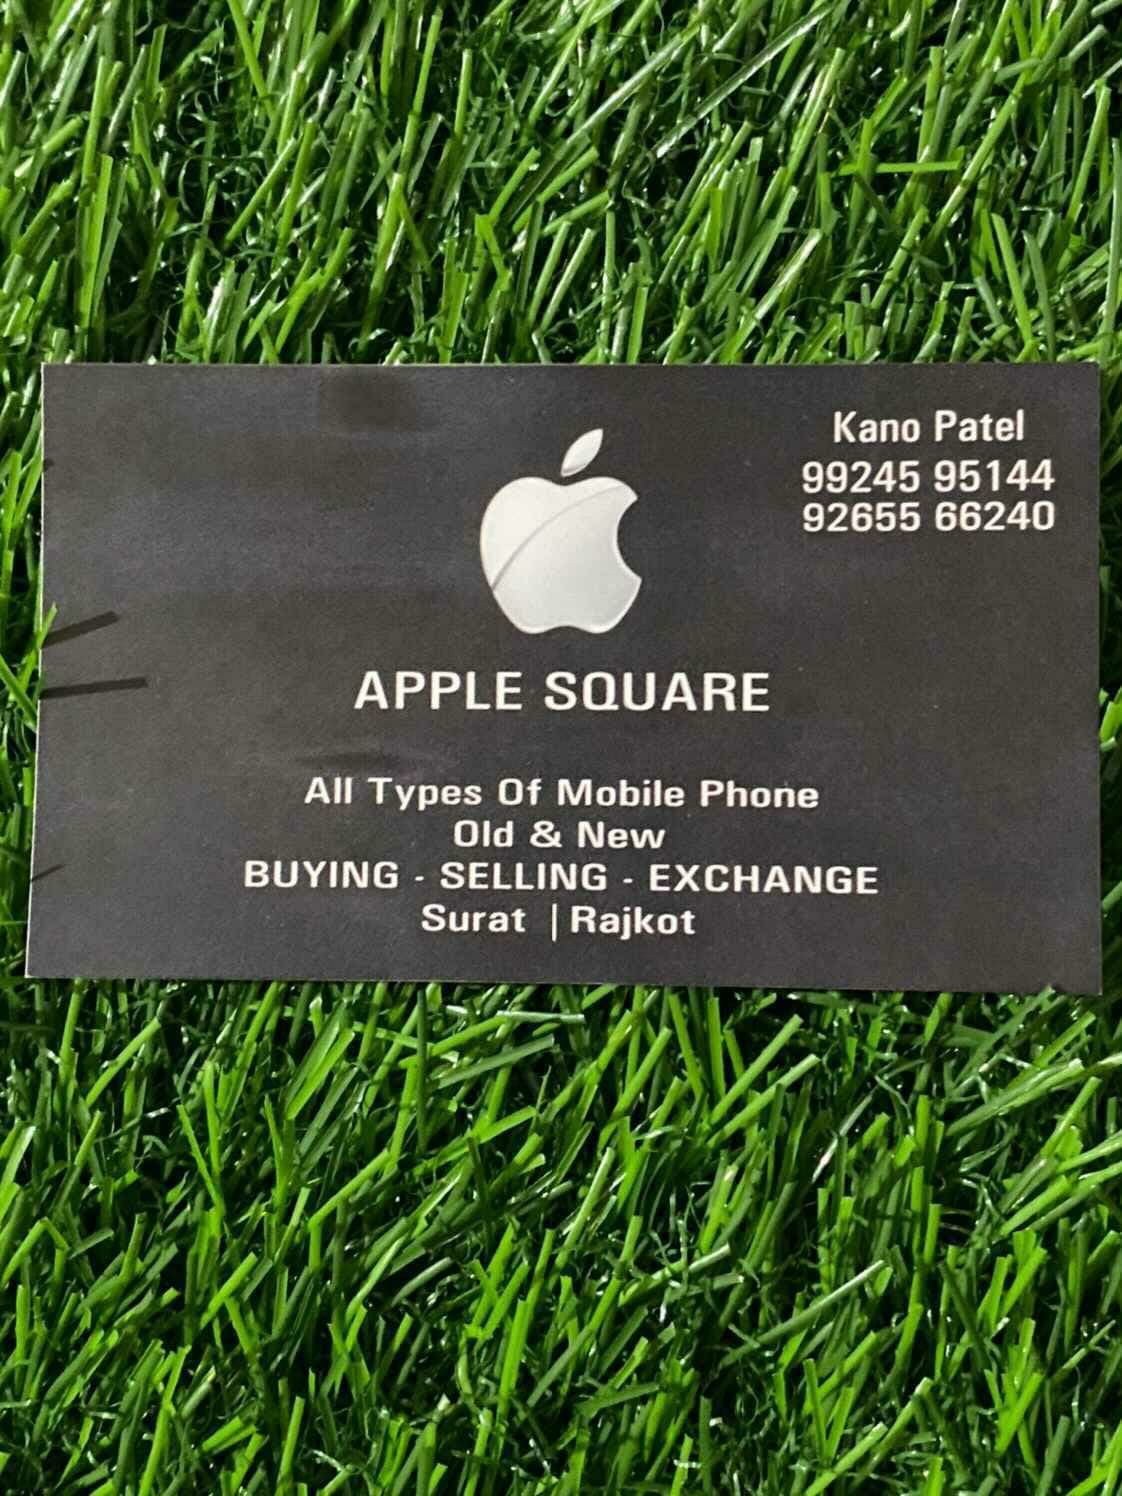 Kano Patel
99245 95144
92655 66240
APPLE SQUARE
All Types Of Mobile Phone
Old & New
BUYING - SELLING - EXCHANGE
Surat | Rajkot